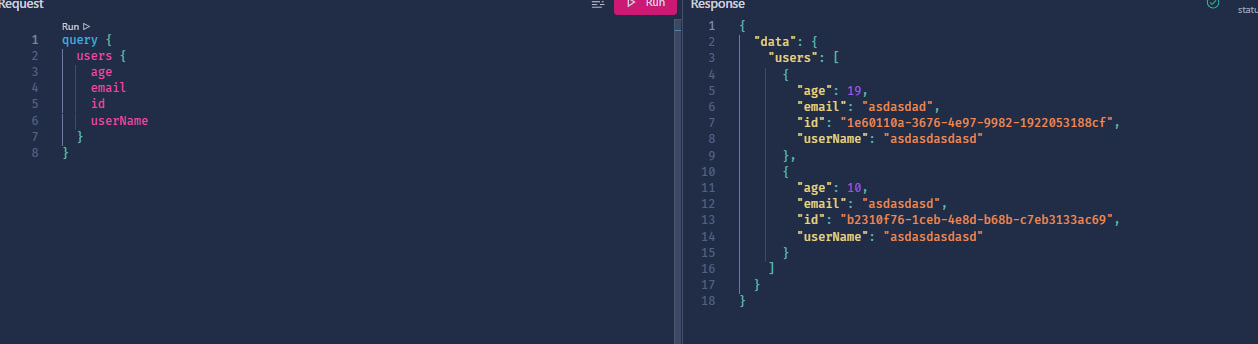 Request
Run
Run
1 query {
2 users {
3 age
4 email
5 id
6 userName
7 }
8 }
Response
1 {
2 "data": {
3 "users": [
4 {
5 "age": 19,
6 "email": "asdasdad",
7 "id": "1e60110a-3676-4e97-9982-1922053188cf",
8 "userName": "asdasdasdasd"
9 },
10 {
11 "age": 10,
12 "email": "asdasdasd",
13 "id": "b2310f76-1ceb-4e8d-b68b-c7eb3133ac69",
14 "userName": "asdasdasdasd"
15 }
16 ]
17 }
18 }